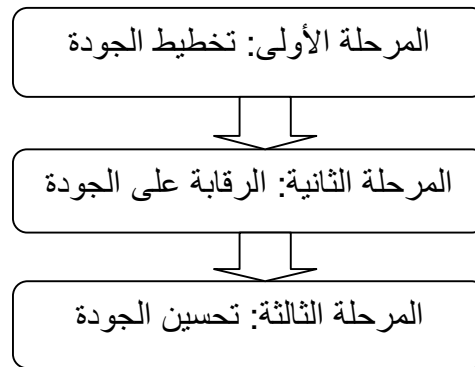 المرحلة الأولى: تخطيط الجودة
المرحلة الثانية: الرقابة على الجودة
المرحلة الثالثة: تحسين الجودة